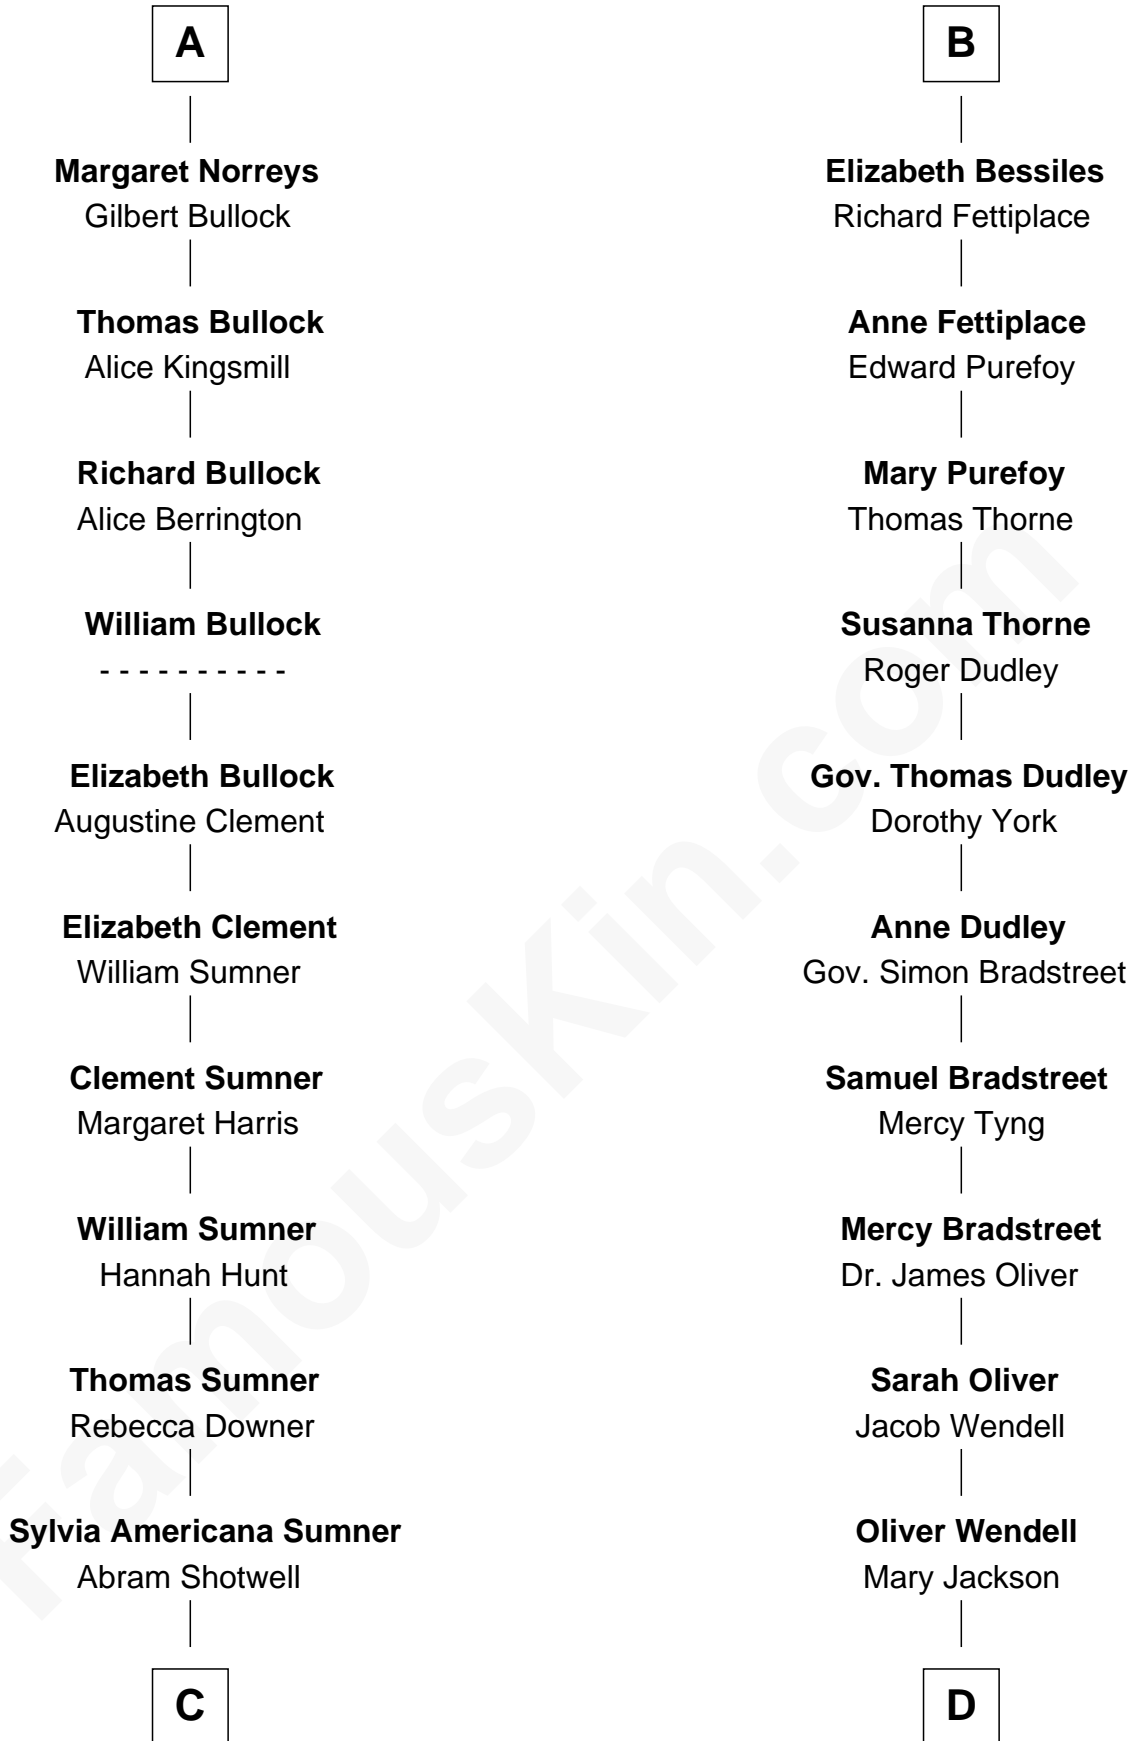 A
Margaret Norreys
Gilbert Bullock
Thomas Bullock
Alice Kingsmill
Richard Bullock
Alice Berrington
William Bullock
- - - - - - - - - -
Elizabeth Bullock
Augustine Clement
Elizabeth Clement
William Sumner
Clement Sumner
Margaret Harris
William Sumner
Hannah Hunt
Thomas Sumner
Rebecca Downer
Sylvia Americana Sumner
Abram Shotwell
C
B
Elizabeth Bessiles
Richard Fettiplace
Anne Fettiplace
Edward Purefoy
Mary Purefoy
Thomas Thorne
Susanna Thorne
Roger Dudley
Gov. Thomas Dudley
Dorothy York
Anne Dudley
Gov. Simon Bradstreet
Samuel Bradstreet
Mercy Tyng
Mercy Bradstreet
Dr. James Oliver
Sarah Oliver
Jacob Wendell
Oliver Wendell
Mary Jackson
D
FamousKin.com